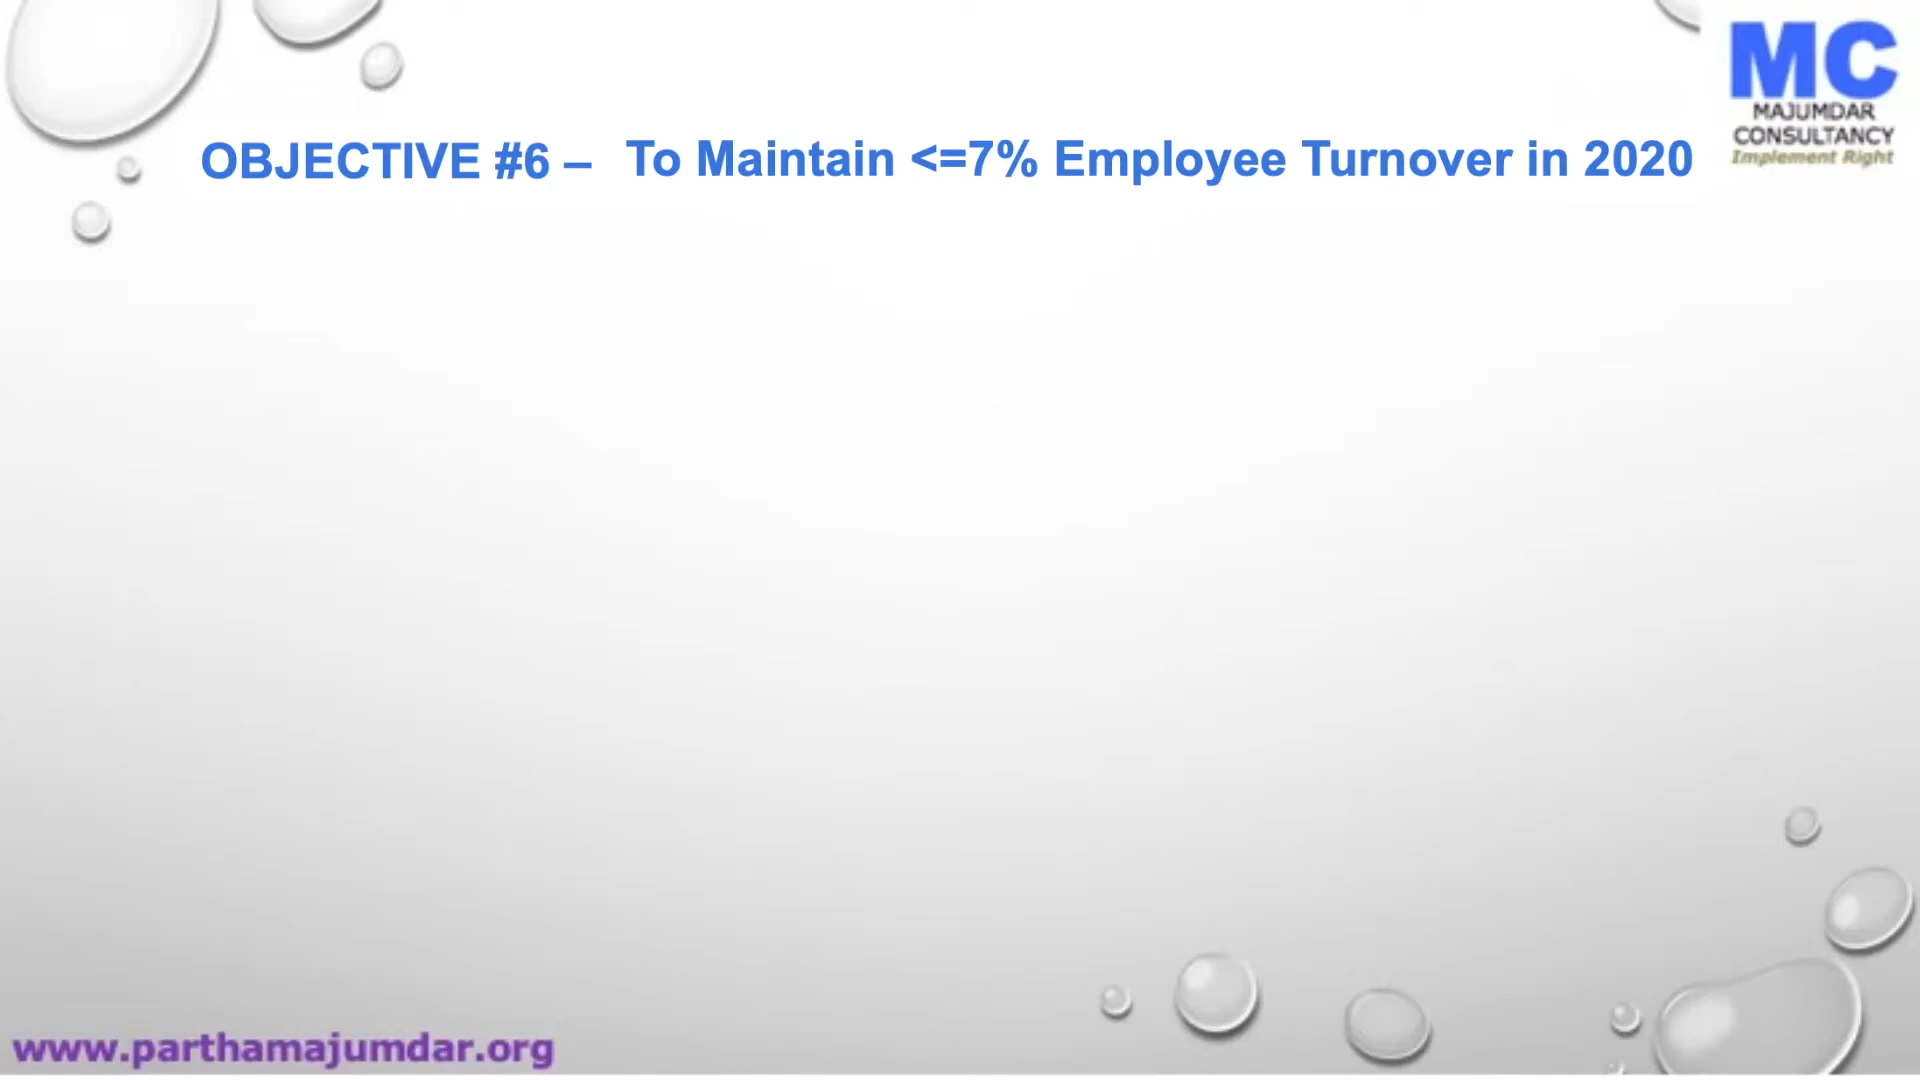 MC
MAJUMDAR
CONSULTANCY
Implement Right
OBJECTIVE #6 – To Maintain <=7% Employee Turnover in 2020
www.parthamajumdar.org